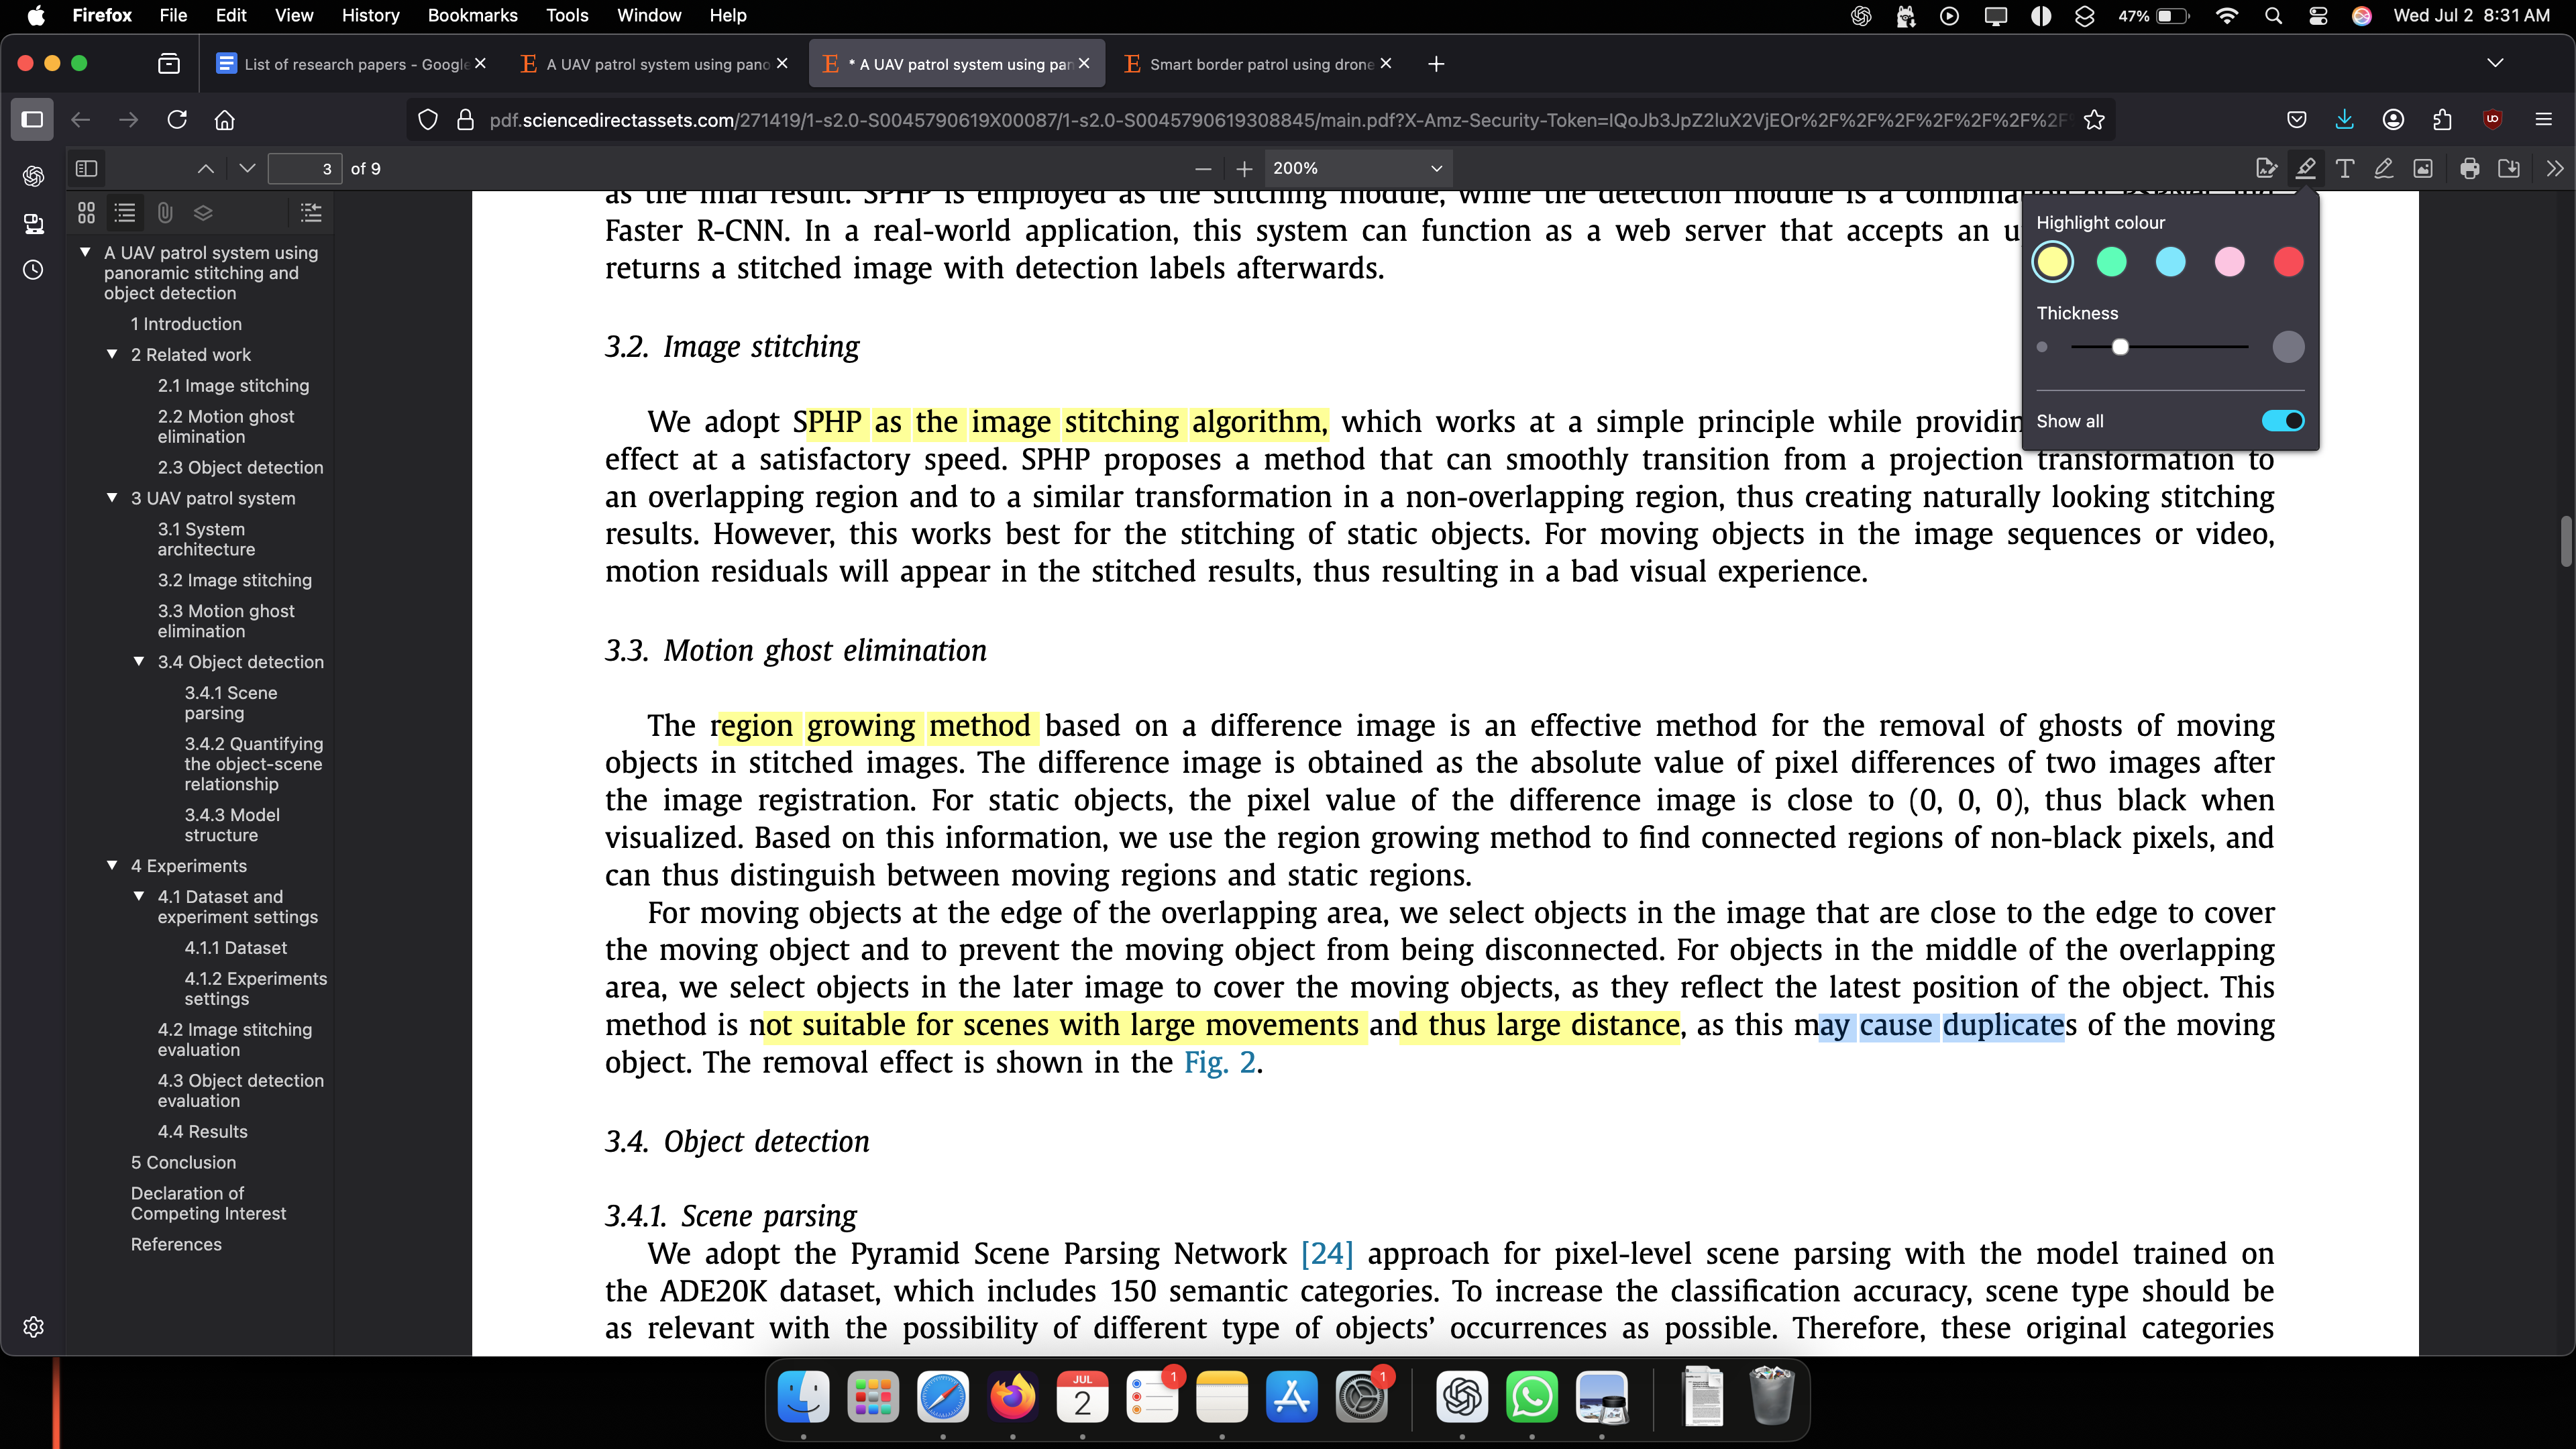 Firefox File Edit View History Bookmarks Tools Window Help
47% Wed Jul 2 8:31 AM
List of research papers - Google
A UAV patrol system using pano
* A UAV patrol system using pan
Smart border patrol using drone
pdf.sciencedirectassets.com/271419/1-s2.0-S0045790619X00087/1-s2.0-S0045790619308845/main.pdf?X-Amz-Security-Token=IQoJb3JpZ2luX2VjEOr%2F%2F%2F%2F%2F%2F%2F%2F
3 of 9
200%
A UAV patrol system using
panoramic stitching and
object detection
1 Introduction
2 Related work
2.1 Image stitching
2.2 Motion ghost
elimination
2.3 Object detection
3 UAV patrol system
3.1 System
architecture
3.2 Image stitching
3.3 Motion ghost
elimination
3.4 Object detection
3.4.1 Scene
parsing
3.4.2 Quantifying
the object-scene
relationship
3.4.3 Model
structure
4 Experiments
4.1 Dataset and
experiment settings
4.1.1 Dataset
4.1.2 Experiments
settings
4.2 Image stitching
evaluation
4.3 Object detection
evaluation
4.4 Results
5 Conclusion
Declaration of
Competing Interest
References
as the final result. SPHP is employed as the stitching module, while the detection module is a
Faster R-CNN. In a real-world application, this system can function as a web server that accepts an u
returns a stitched image with detection labels afterwards.
3.2. Image stitching
We adopt SPHP as the image stitching algorithm, which works at a simple principle while providin
effect at a satisfactory speed. SPHP proposes a method that can smoothly transition from a projection transformation to
an overlapping region and to a similar transformation in a non-overlapping region, thus creating naturally looking stitching
results. However, this works best for the stitching of static objects. For moving objects in the image sequences or video,
motion residuals will appear in the stitched results, thus resulting in a bad visual experience.
3.3. Motion ghost elimination
The region growing method based on a difference image is an effective method for the removal of ghosts of moving
objects in stitched images. The difference image is obtained as the absolute value of pixel differences of two images after
the image registration. For static objects, the pixel value of the difference image is close to (0, 0, 0), thus black when
visualized. Based on this information, we use the region growing method to find connected regions of non-black pixels, and
can thus distinguish between moving regions and static regions.
For moving objects at the edge of the overlapping area, we select objects in the image that are close to the edge to cover
the moving object and to prevent the moving object from being disconnected. For objects in the middle of the overlapping
area, we select objects in the later image to cover the moving objects, as they reflect the latest position of the object. This
method is not suitable for scenes with large movements and thus large distance, as this may cause duplicates of the moving
object. The removal effect is shown in the Fig. 2.
3.4. Object detection
3.4.1. Scene parsing
We adopt the Pyramid Scene Parsing Network [24] approach for pixel-level scene parsing with the model trained on
the ADE20K dataset, which includes 150 semantic categories. To increase the classification accuracy, scene type should be
as relevant with the possibility of different type of objects’ occurrences as possible. Therefore, these original categories
Highlight colour
Thickness
Show all
JUL
2
1
1